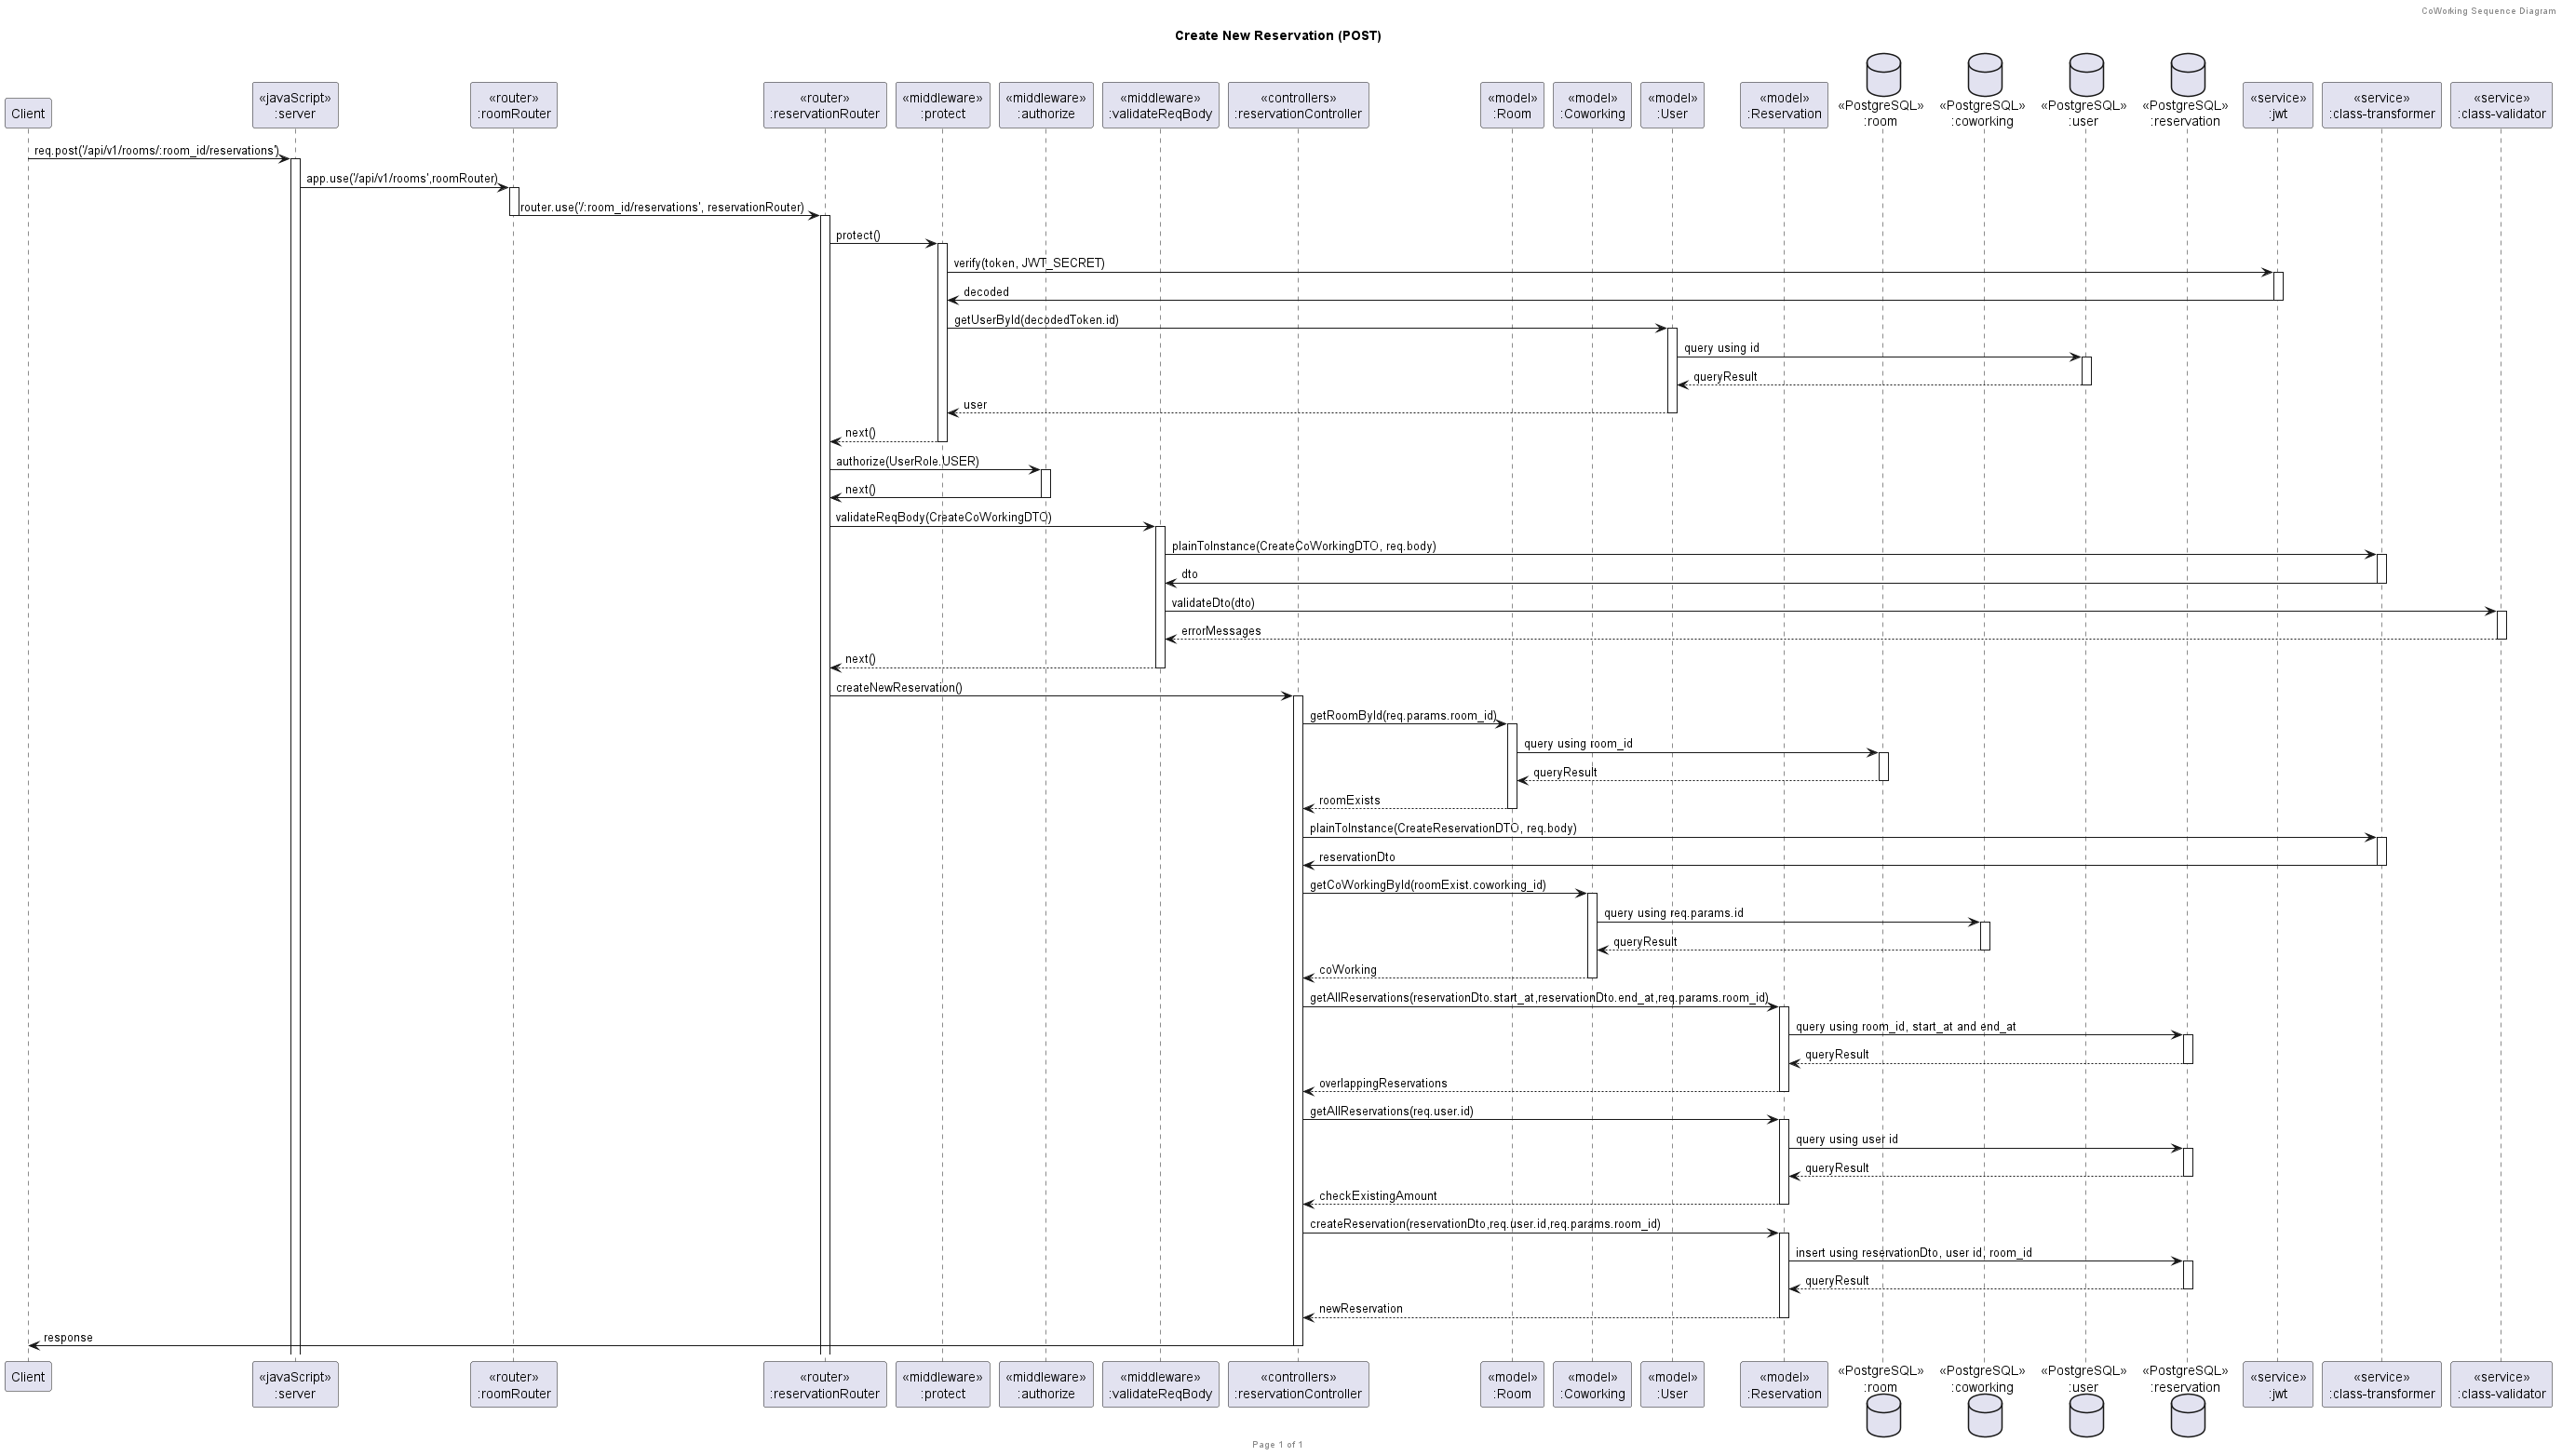 CoWorking Sequence Diagram
Create New Reservation (POST)
Client
«javaScript»
:server
«router»
:roomRouter
«router»
:reservationRouter
«middleware»
:protect
«middleware»
:authorize
«middleware»
:validateReqBody
«controllers»
:reservationController
«model»
:Room
«model»
:Coworking
«model»
:User
«model»
:Reservation
«PostgreSQL»
:room
«PostgreSQL»
:coworking
«PostgreSQL»
:user
«PostgreSQL»
:reservation
«service»
:jwt
«service»
:class-transformer
«service»
:class-validator
req.post('/api/v1/rooms/:room_id/reservations')
app.use('/api/v1/rooms',roomRouter)
router.use('/:room_id/reservations', reservationRouter)
protect()
verify(token, JWT_SECRET)
decoded
getUserById(decodedToken.id)
query using id
queryResult
user
next()
authorize(UserRole.USER)
next()
validateReqBody(CreateCoWorkingDTO)
plainToInstance(CreateCoWorkingDTO, req.body)
dto
validateDto(dto)
errorMessages
next()
createNewReservation()
getRoomById(req.params.room_id)
query using room_id
queryResult
roomExists
plainToInstance(CreateReservationDTO, req.body)
reservationDto
getCoWorkingById(roomExist.coworking_id)
query using req.params.id
queryResult
coWorking
getAllReservations(reservationDto.start_at,reservationDto.end_at,req.params.room_id)
query using room_id, start_at and end_at
queryResult
overlappingReservations
getAllReservations(req.user.id)
query using user id
queryResult
checkExistingAmount
createReservation(reservationDto,req.user.id,req.params.room_id)
insert using reservationDto, user id, room_id
queryResult
newReservation
response
Client
«javaScript»
:server
«router»
:roomRouter
«router»
:reservationRouter
«middleware»
:protect
«middleware»
:authorize
«middleware»
:validateReqBody
«controllers»
:reservationController
«model»
:Room
«model»
:Coworking
«model»
:User
«model»
:Reservation
«PostgreSQL»
:room
«PostgreSQL»
:coworking
«PostgreSQL»
:user
«PostgreSQL»
:reservation
«service»
:jwt
«service»
:class-transformer
«service»
:class-validator
Page 1 of 1